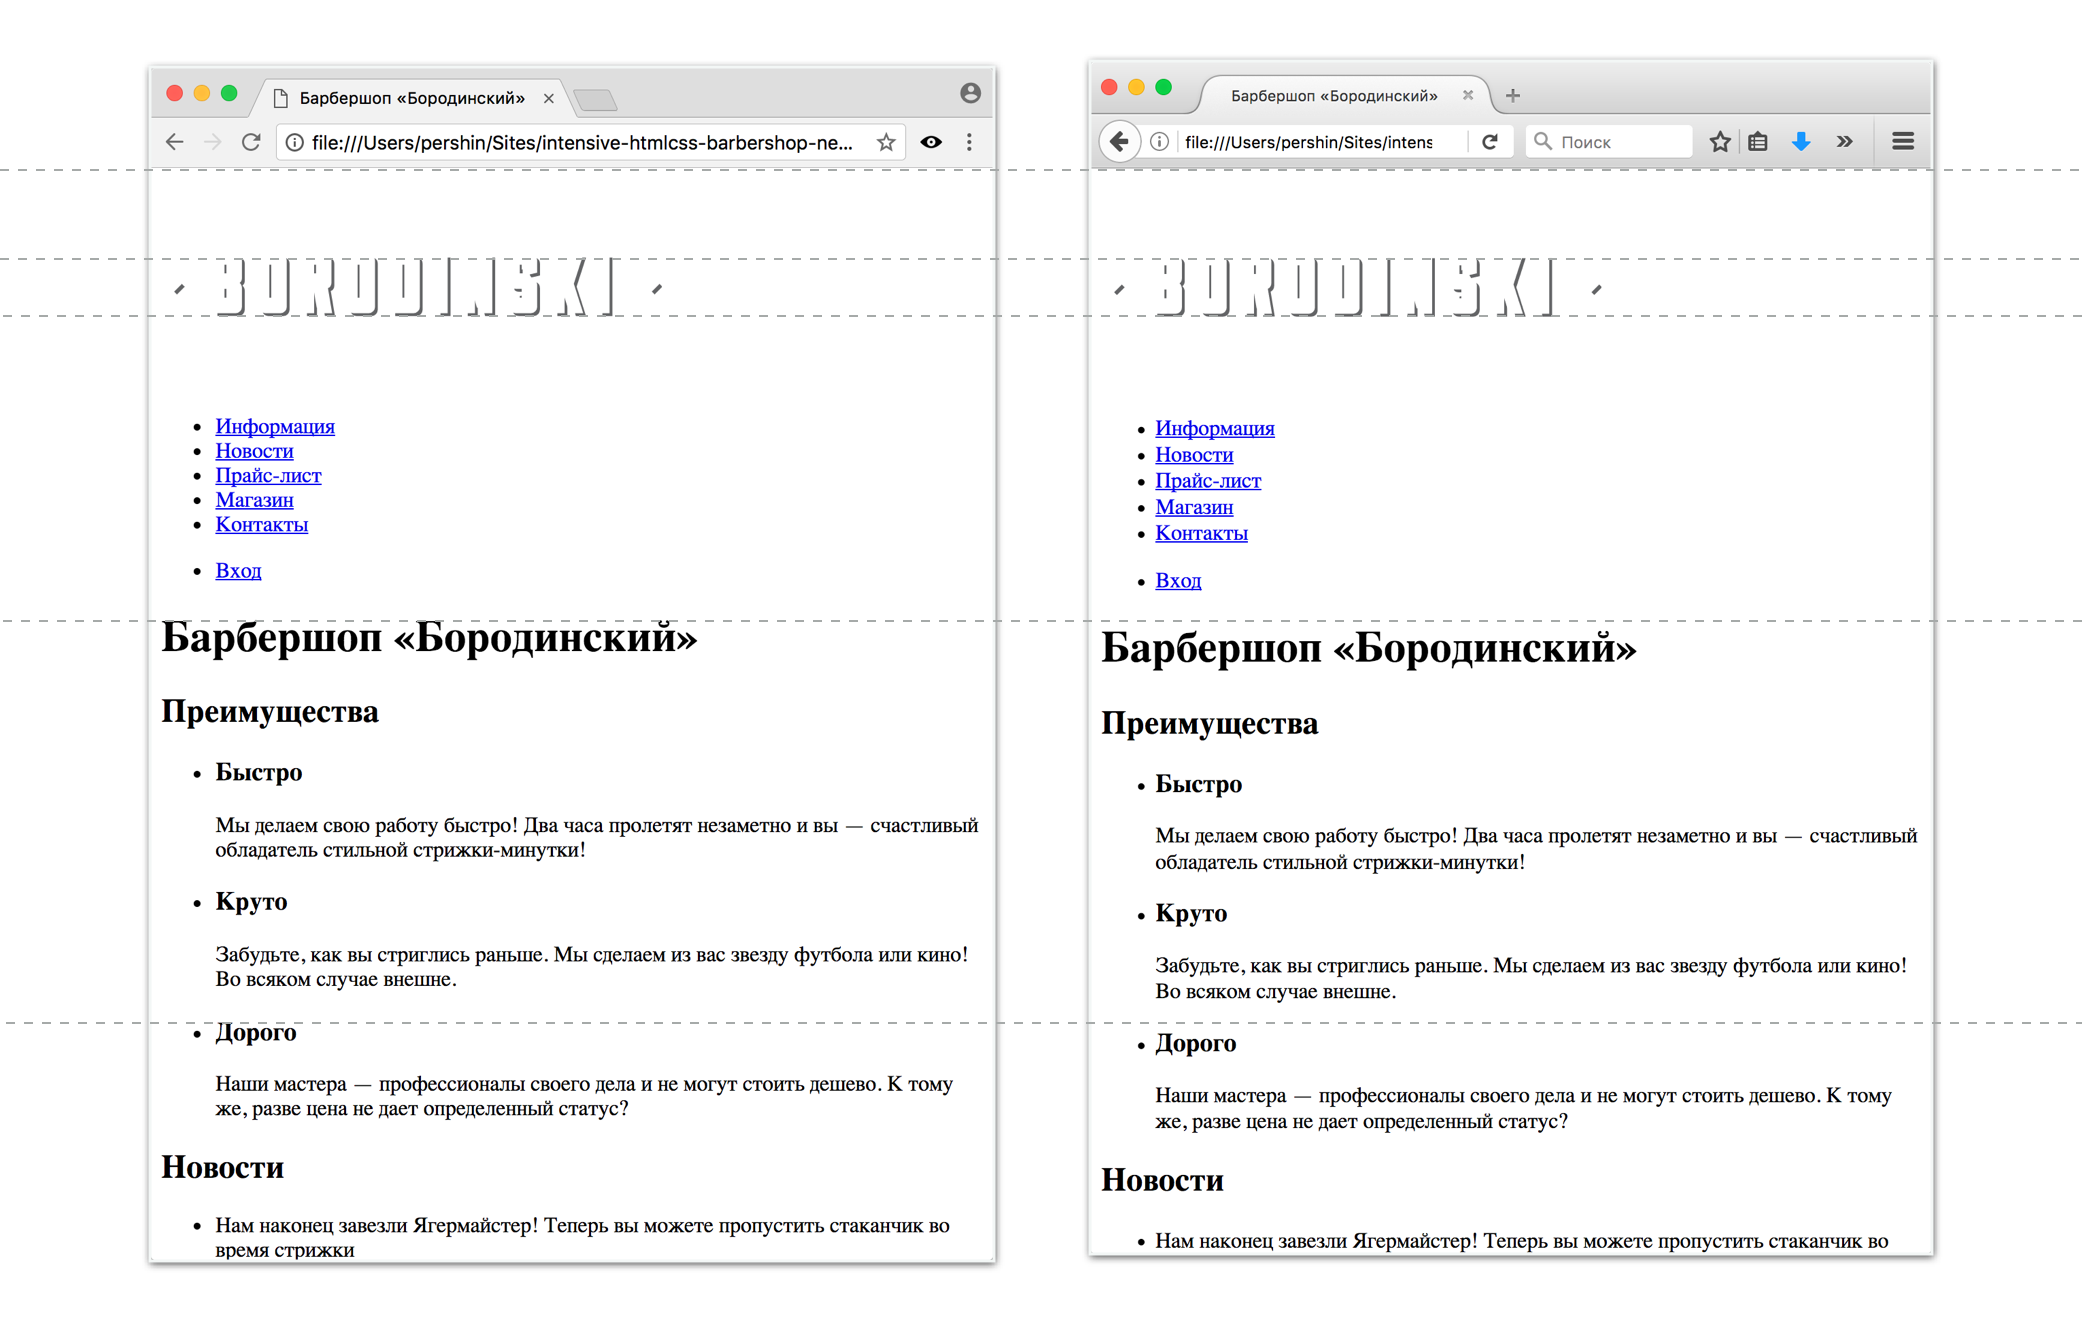 Барбершоп «Бородинский»
file:///Users/pershin/Sites/intensive-htmlcss-barbershop-ne...
BORODINSKI
Информация
Новости
Прайс-лист
Магазин
Контакты
Вход
Барбершоп «Бородинский»
Преимущества
Быстро
Мы делаем свою работу быстро! Два часа пролетят незаметно и вы — счастливый
обладатель стильной стрижки-минутки!
Круто
Забудьте, как вы стриглись раньше. Мы сделаем из вас звезду футбола или кино!
Во всяком случае внешне.
Дорого
Наши мастера — профессионалы своего дела и не могут стоить дешево. К тому
же, разве цена не дает определенный статус?
Новости
Нам наконец завезли Ягермайстер! Теперь вы можете пропустить стаканчик во
время стрижки
Барбершоп «Бородинский»
file:///Users/pershin/Sites/intens
Поиск
BORODINSKI
Информация
Новости
Прайс-лист
Магазин
Контакты
Вход
Барбершоп «Бородинский»
Преимущества
Быстро
Мы делаем свою работу быстро! Два часа пролетят незаметно и вы — счастливый
обладатель стильной стрижки-минутки!
Круто
Забудьте, как вы стриглись раньше. Мы сделаем из вас звезду футбола или кино!
Во всяком случае внешне.
Дорого
Наши мастера — профессионалы своего дела и не могут стоить дешево. К тому
же, разве цена не дает определенный статус?
Новости
Нам наконец завезли Ягермайстер! Теперь вы можете пропустить стаканчик во